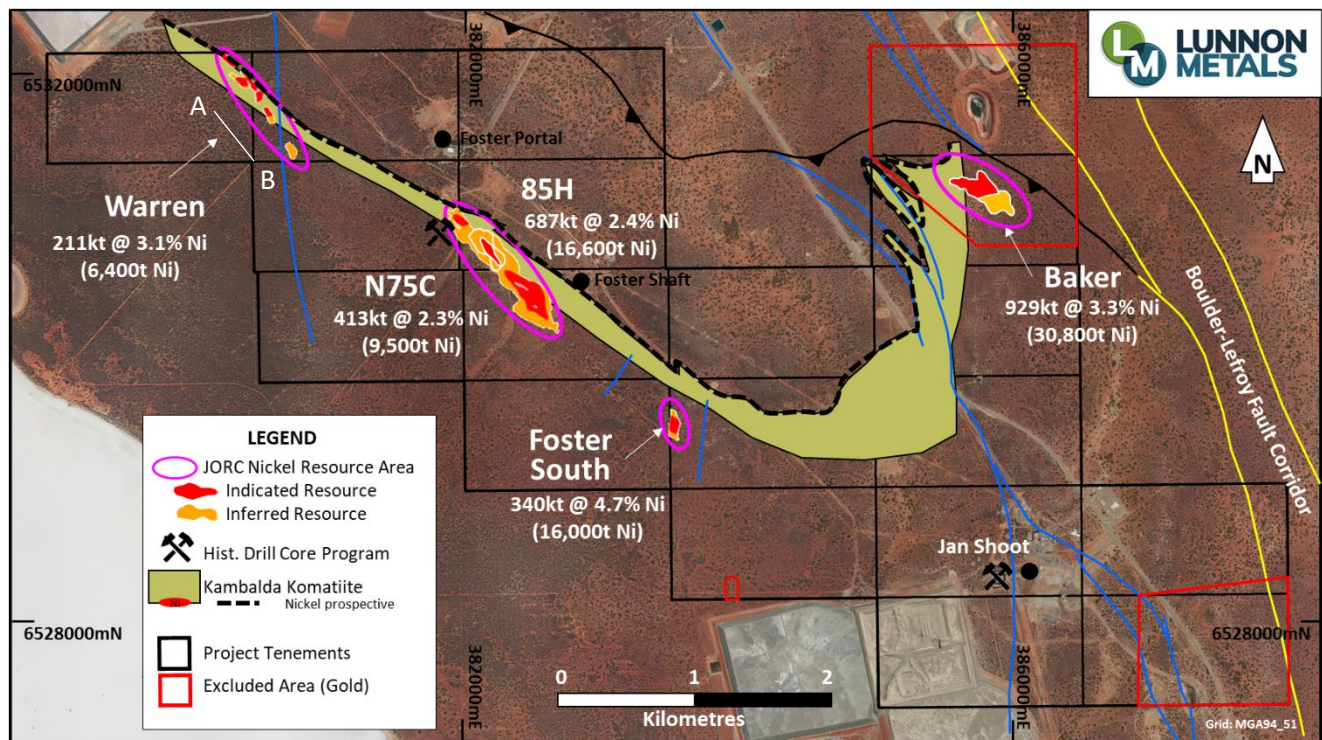 LM LUNNON
METALS
382000mE
386000mE
6532000mN
A
B
Foster Portal
N
Warren
211kt @ 3.1% Ni
(6,400t Ni)
85H
687kt @ 2.4% Ni
(16,600t Ni)
Foster Shaft
N75C
413kt @ 2.3% Ni
(9,500t Ni)
Baker
929kt @ 3.3% Ni
(30,800t Ni)
Boulder-Lefroy Fault Corridor
Foster
South
340kt @ 4.7% Ni
(16,000t Ni)
Jan Shoot
LEGEND
JORC Nickel Resource Area
Indicated Resource
Inferred Resource
Hist. Drill Core Program
Kambalda Komatiite
Ni
Nickel prospective
Project Tenements
Excluded Area (Gold)
6528000mN
6528000mN
382000mE
386000mE
0 1 2
Kilometres
Grid: MGA94_51